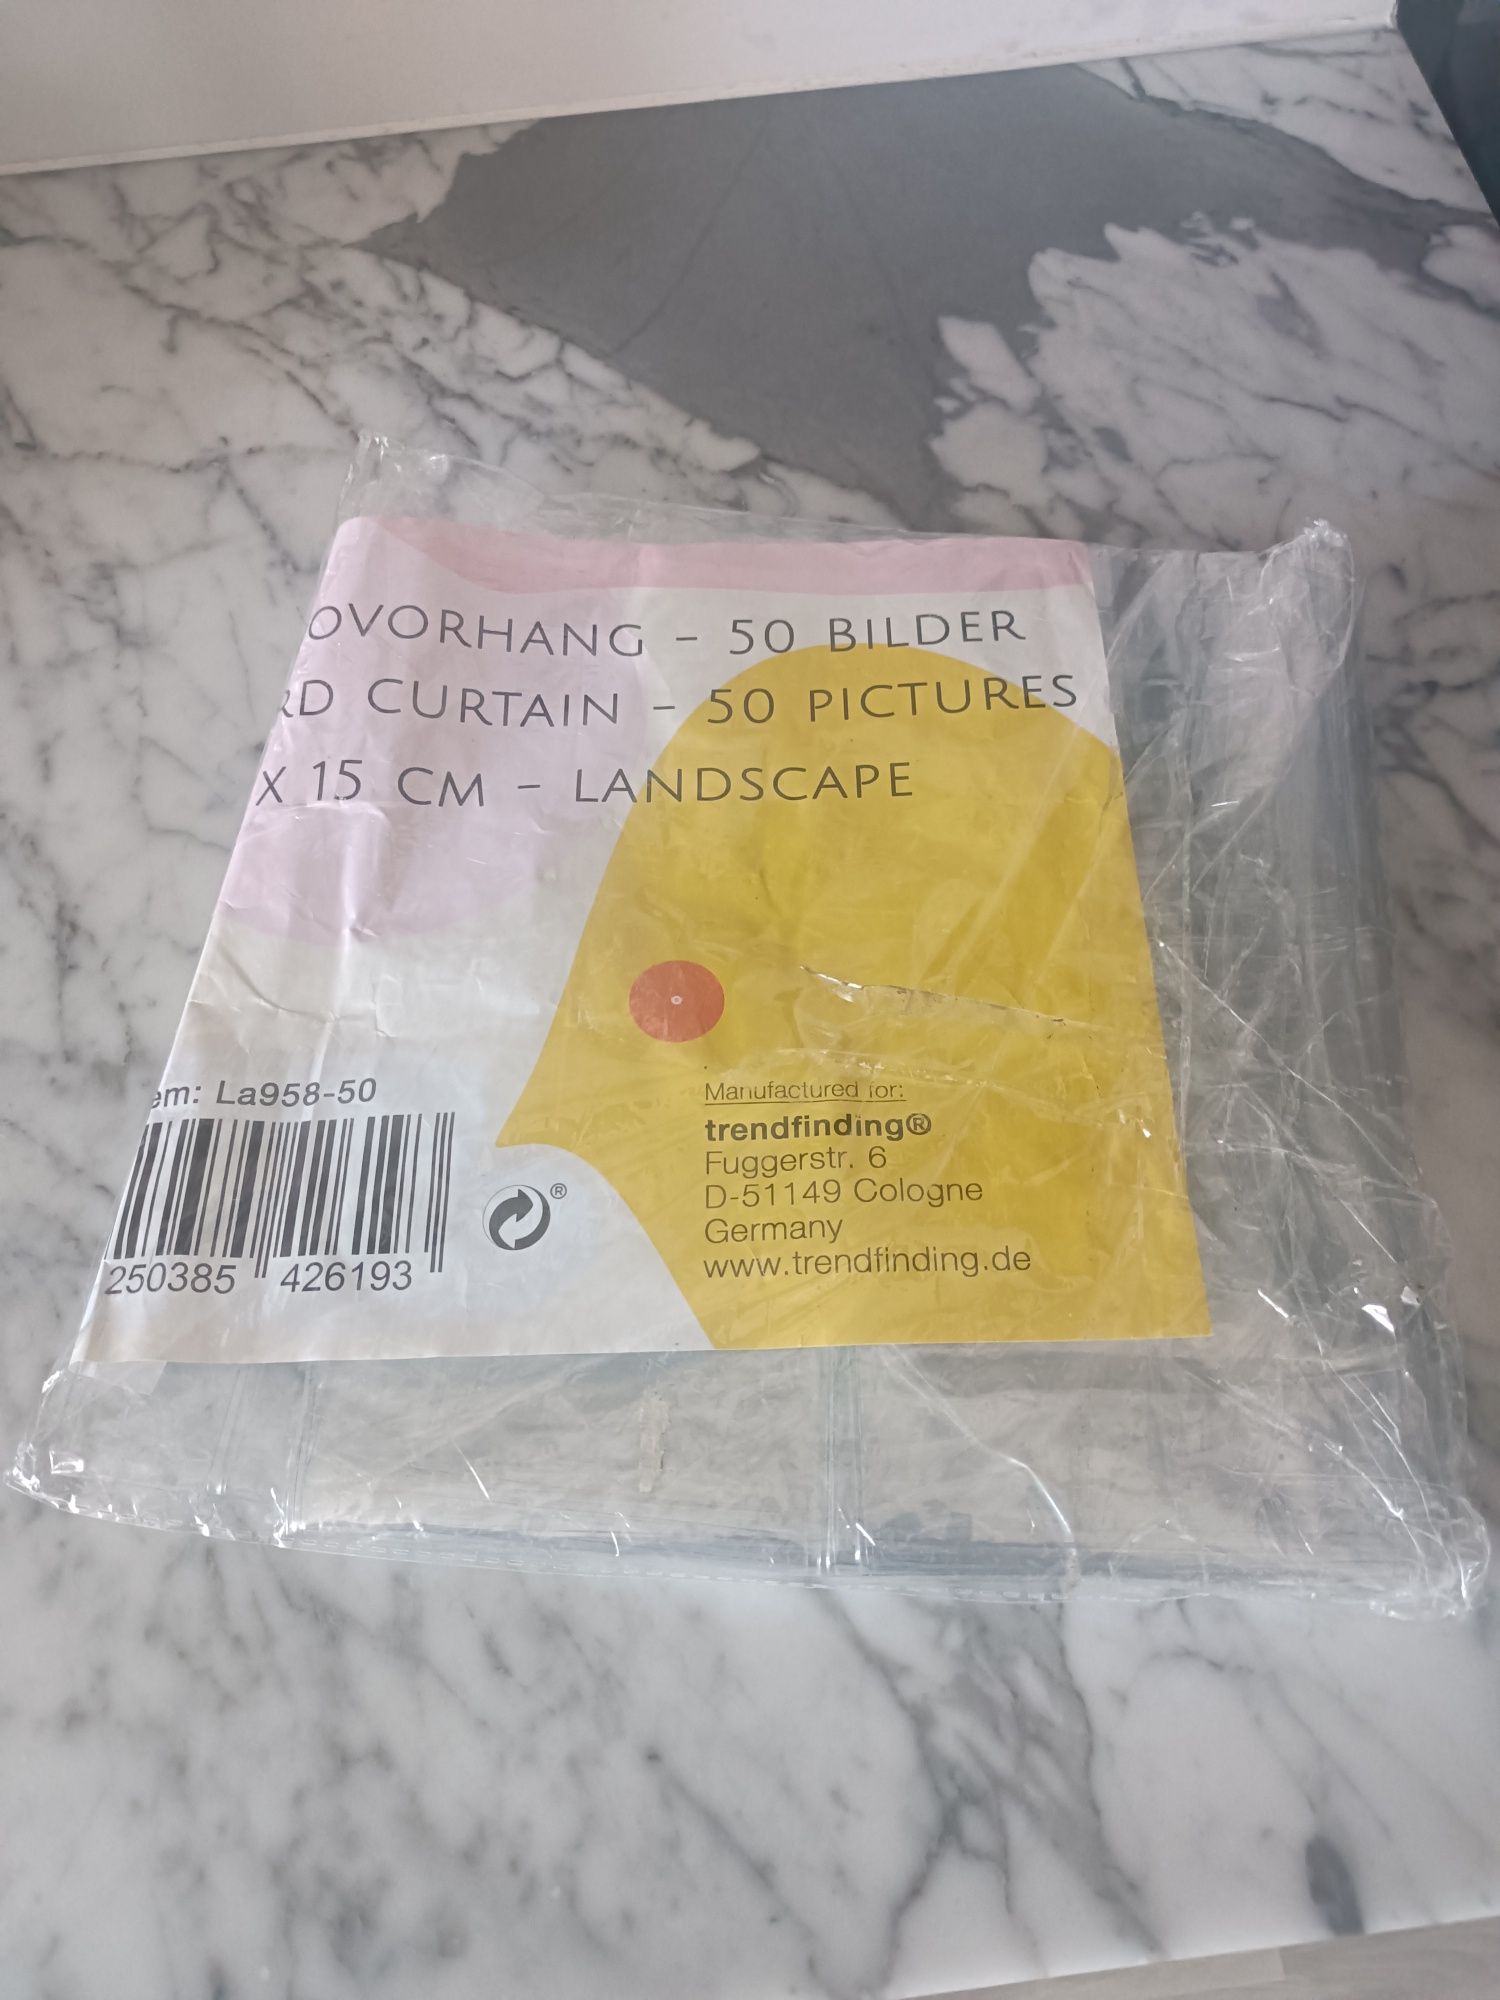 OVORHANG - 50 BILDER
RD CURTAIN - 50 PICTURES
X 15 CM - LANDSCAPE
em: La958-50
250385 426193
®
Manufactured for:
trendfinding®
Fuggerstr. 6
D-51149 Cologne
Germany
www.trendfinding.de